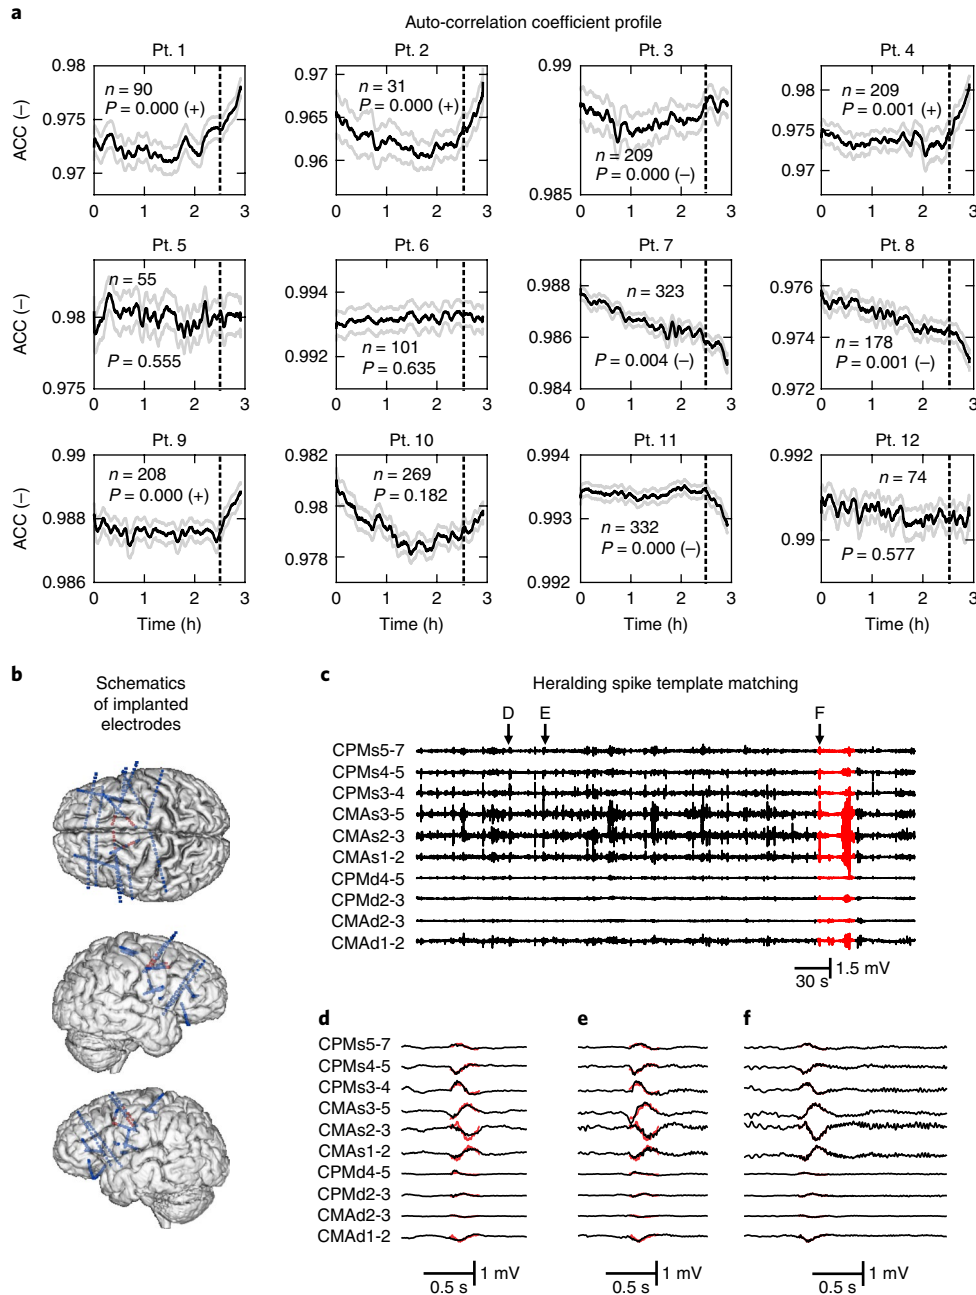 a
Auto-correlation coefficient profile
Pt. 1
Pt. 2
Pt. 3
Pt. 4
ACC (–)
0.98
0.975
0.97
n = 90
P = 0.000 (+)
0 1 2 3
0.97
0.965
0.96
n = 31
P = 0.000 (+)
0 1 2 3
0.99
0.985
n = 209
P = 0.000 (–)
0 1 2 3
0.98
0.975
0.97
n = 209
P = 0.001 (+)
0 1 2 3
Pt. 5
Pt. 6
Pt. 7
Pt. 8
ACC (–)
0.98
0.975
n = 55
P = 0.555
0 1 2 3
0.994
0.992
n = 101
P = 0.635
0 1 2 3
0.988
0.986
0.984
n = 323
P = 0.004 (–)
0 1 2 3
0.976
0.974
0.972
n = 178
P = 0.001 (–)
0 1 2 3
Pt. 9
Pt. 10
Pt. 11
Pt. 12
ACC (–)
0.99
0.988
0.986
n = 208
P = 0.000 (+)
0 1 2 3
Time (h)
0.982
0.98
0.978
n = 269
P = 0.182
0 1 2 3
Time (h)
0.994
0.993
0.992
n = 332
P = 0.000 (–)
0 1 2 3
Time (h)
0.992
0.99
n = 74
P = 0.577
0 1 2 3
Time (h)
b
Schematics
of implanted
electrodes
c
Heralding spike template matching
D E F
CPMs5-7
CPMs4-5
CPMs3-4
CMAs3-5
CMAs2-3
CMAs1-2
CPMd4-5
CPMd2-3
CMAd2-3
CMAd1-2
30 s
1.5 mV
d
e
f
CPMs5-7
CPMs4-5
CPMs3-4
CMAs3-5
CMAs2-3
CMAs1-2
CPMd4-5
CPMd2-3
CMAd2-3
CMAd1-2
0.5 s
1 mV
0.5 s
1 mV
0.5 s
1 mV